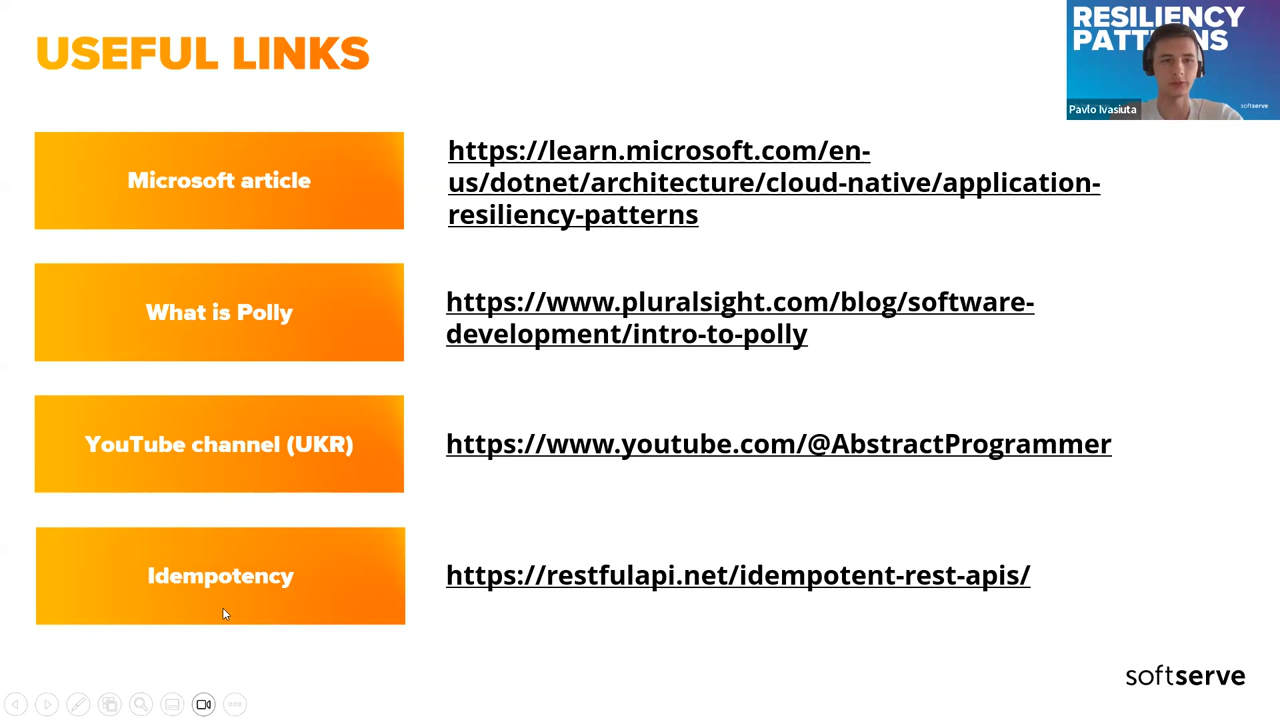 USEFUL LINKS
RESILIENCY
PATTERNS
Pavlo Ivasiuta
softserve
Microsoft article
https://learn.microsoft.com/en-
us/dotnet/architecture/cloud-native/application-
resiliency-patterns
What is Polly
https://www.pluralsight.com/blog/software-
development/intro-to-polly
YouTube channel (UKR)
https://www.youtube.com/@AbstractProgrammer
Idempotency
https://restfulapi.net/idempotent-rest-apis/
softserve